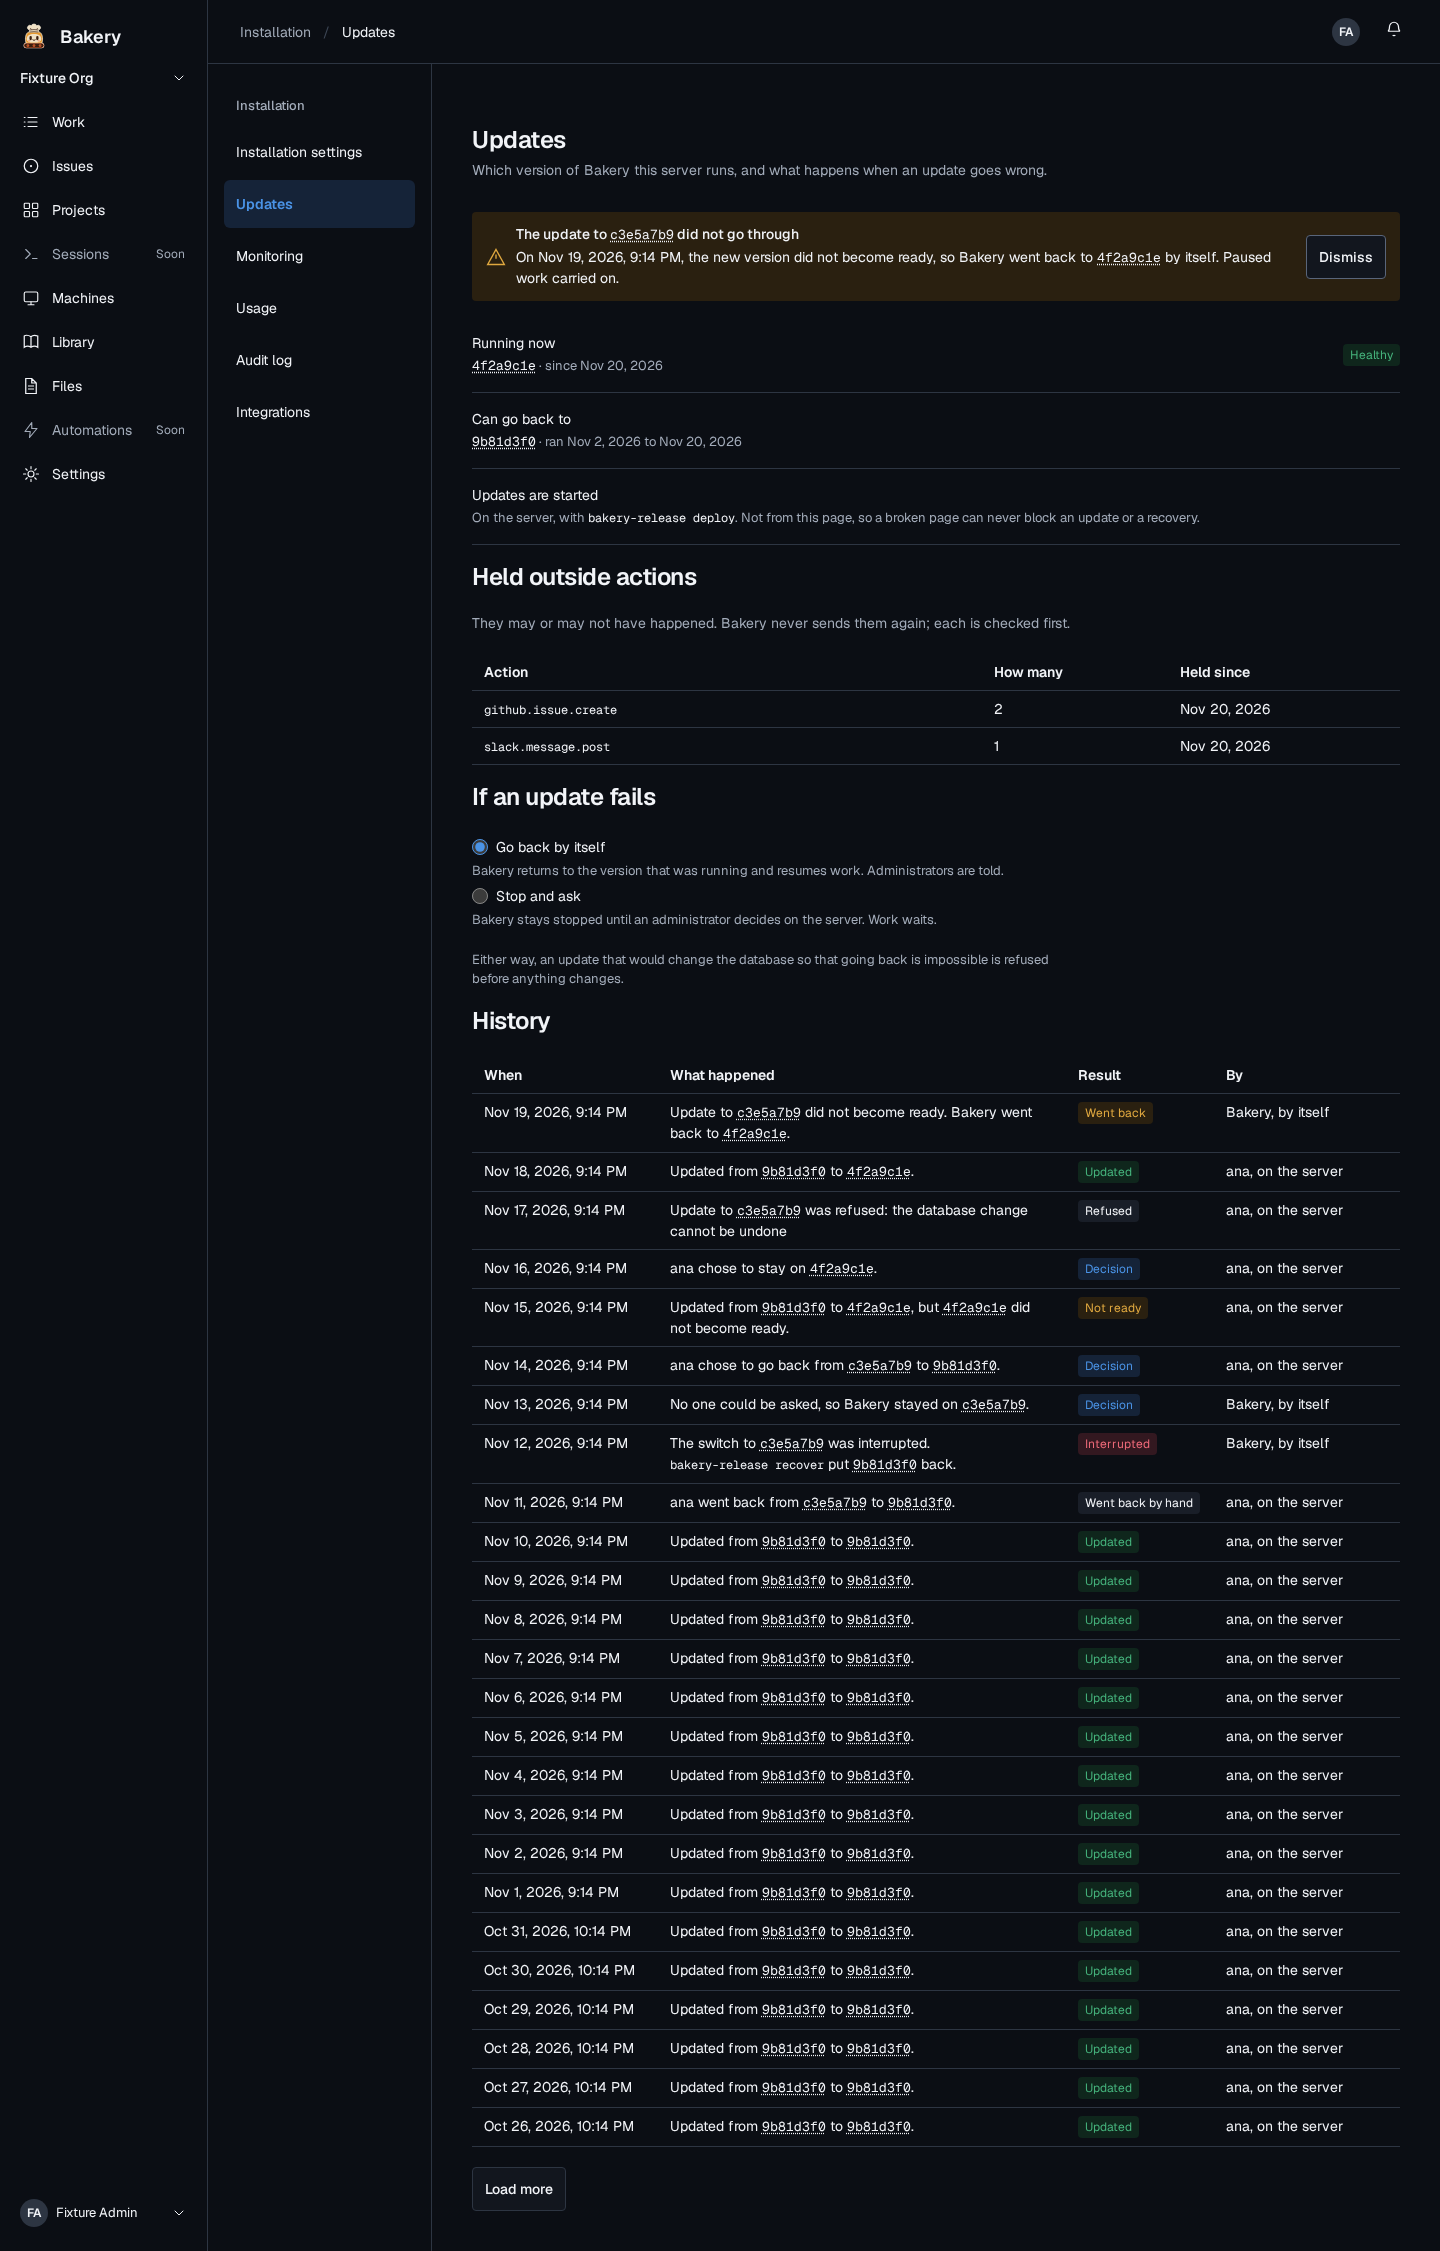 Bakery
Fixture Org
Work
Issues
Projects
Sessions Soon
Machines
Library
Files
Automations Soon
Settings
FA Fixture Admin
Installation / Updates
FA
Installation
Installation settings
Updates
Monitoring
Usage
Audit log
Integrations
Updates
Which version of Bakery this server runs, and what happens when an update goes wrong.
The update to c3e5a7b9 did not go through
On Nov 19, 2026, 9:14 PM, the new version did not become ready, so Bakery went back to 4f2a9c1e by itself. Paused
work carried on.
Dismiss
Running now
4f2a9c1e · since Nov 20, 2026
Healthy
Can go back to
9b81d3f0 · ran Nov 2, 2026 to Nov 20, 2026
Updates are started
On the server, with bakery-release deploy. Not from this page, so a broken page can never block an update or a recovery.
Held outside actions
They may or may not have happened. Bakery never sends them again; each is checked first.
Action How many Held since
github.issue.create 2 Nov 20, 2026
slack.message.post 1 Nov 20, 2026
If an update fails
Go back by itself
Bakery returns to the version that was running and resumes work. Administrators are told.
Stop and ask
Bakery stays stopped until an administrator decides on the server. Work waits.
Either way, an update that would change the database so that going back is impossible is refused
before anything changes.
History
When What happened Result By
Nov 19, 2026, 9:14 PM Update to c3e5a7b9 did not become ready. Bakery went Went back Bakery, by itself
back to 4f2a9c1e.
Nov 18, 2026, 9:14 PM Updated from 9b81d3f0 to 4f2a9c1e. Updated ana, on the server
Nov 17, 2026, 9:14 PM Update to c3e5a7b9 was refused: the database change Refused ana, on the server
cannot be undone
Nov 16, 2026, 9:14 PM ana chose to stay on 4f2a9c1e. Decision ana, on the server
Nov 15, 2026, 9:14 PM Updated from 9b81d3f0 to 4f2a9c1e, but 4f2a9c1e did Not ready ana, on the server
not become ready.
Nov 14, 2026, 9:14 PM ana chose to go back from c3e5a7b9 to 9b81d3f0. Decision ana, on the server
Nov 13, 2026, 9:14 PM No one could be asked, so Bakery stayed on c3e5a7b9. Decision Bakery, by itself
Nov 12, 2026, 9:14 PM The switch to c3e5a7b9 was interrupted. Interrupted Bakery, by itself
bakery-release recover put 9b81d3f0 back.
Nov 11, 2026, 9:14 PM ana went back from c3e5a7b9 to 9b81d3f0. Went back by hand ana, on the server
Nov 10, 2026, 9:14 PM Updated from 9b81d3f0 to 9b81d3f0. Updated ana, on the server
Nov 9, 2026, 9:14 PM Updated from 9b81d3f0 to 9b81d3f0. Updated ana, on the server
Nov 8, 2026, 9:14 PM Updated from 9b81d3f0 to 9b81d3f0. Updated ana, on the server
Nov 7, 2026, 9:14 PM Updated from 9b81d3f0 to 9b81d3f0. Updated ana, on the server
Nov 6, 2026, 9:14 PM Updated from 9b81d3f0 to 9b81d3f0. Updated ana, on the server
Nov 5, 2026, 9:14 PM Updated from 9b81d3f0 to 9b81d3f0. Updated ana, on the server
Nov 4, 2026, 9:14 PM Updated from 9b81d3f0 to 9b81d3f0. Updated ana, on the server
Nov 3, 2026, 9:14 PM Updated from 9b81d3f0 to 9b81d3f0. Updated ana, on the server
Nov 2, 2026, 9:14 PM Updated from 9b81d3f0 to 9b81d3f0. Updated ana, on the server
Nov 1, 2026, 9:14 PM Updated from 9b81d3f0 to 9b81d3f0. Updated ana, on the server
Oct 31, 2026, 10:14 PM Updated from 9b81d3f0 to 9b81d3f0. Updated ana, on the server
Oct 30, 2026, 10:14 PM Updated from 9b81d3f0 to 9b81d3f0. Updated ana, on the server
Oct 29, 2026, 10:14 PM Updated from 9b81d3f0 to 9b81d3f0. Updated ana, on the server
Oct 28, 2026, 10:14 PM Updated from 9b81d3f0 to 9b81d3f0. Updated ana, on the server
Oct 27, 2026, 10:14 PM Updated from 9b81d3f0 to 9b81d3f0. Updated ana, on the server
Oct 26, 2026, 10:14 PM Updated from 9b81d3f0 to 9b81d3f0. Updated ana, on the server
Load more